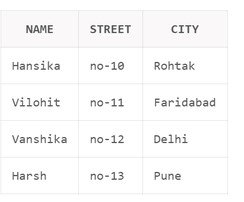 NAME STREET CITY
Hansika no-10 Rohtak
Vilohit no-11 Faridabad
Vanshika no-12 Delhi
Harsh no-13 Pune